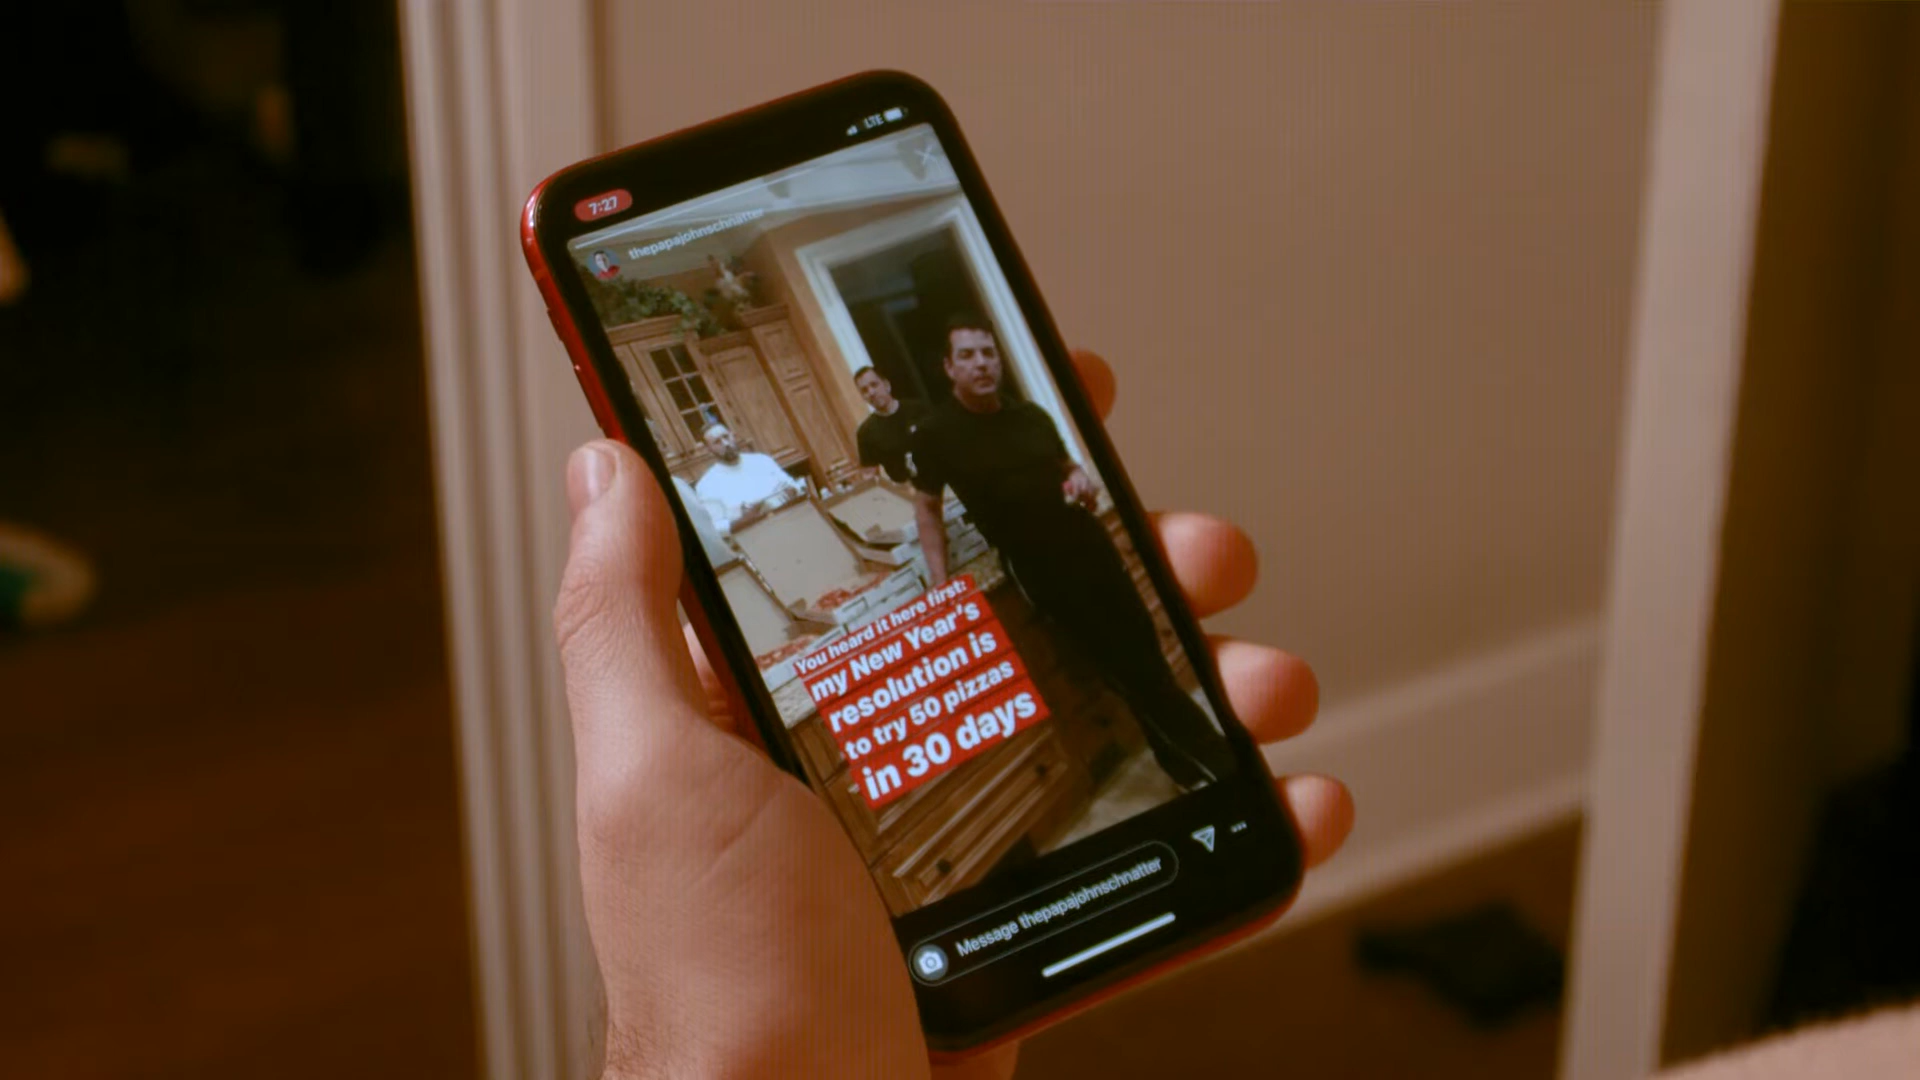 LTE
7:27
thepapajohnschnatter
You heard it here first:
my New Year's
resolution is
to try 50 pizzas
in 30 days
Message thepapajohnschnatter